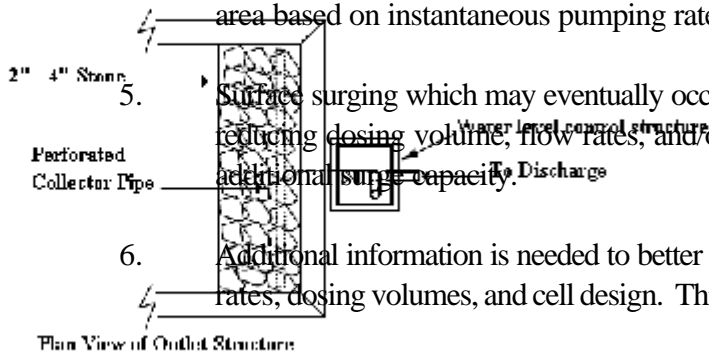 area based on instantaneous pumping rate
2" 4" Stone
5. Surface surging which may eventually occ
Water level control structure
reducing dosing volume, flow rates, and/
Perforated
Collector Pipe
additional surge capacity.
To Discharge
6. Additional information is needed to better
rates, dosing volumes, and cell design. Th
Plan View of Outlet Structure